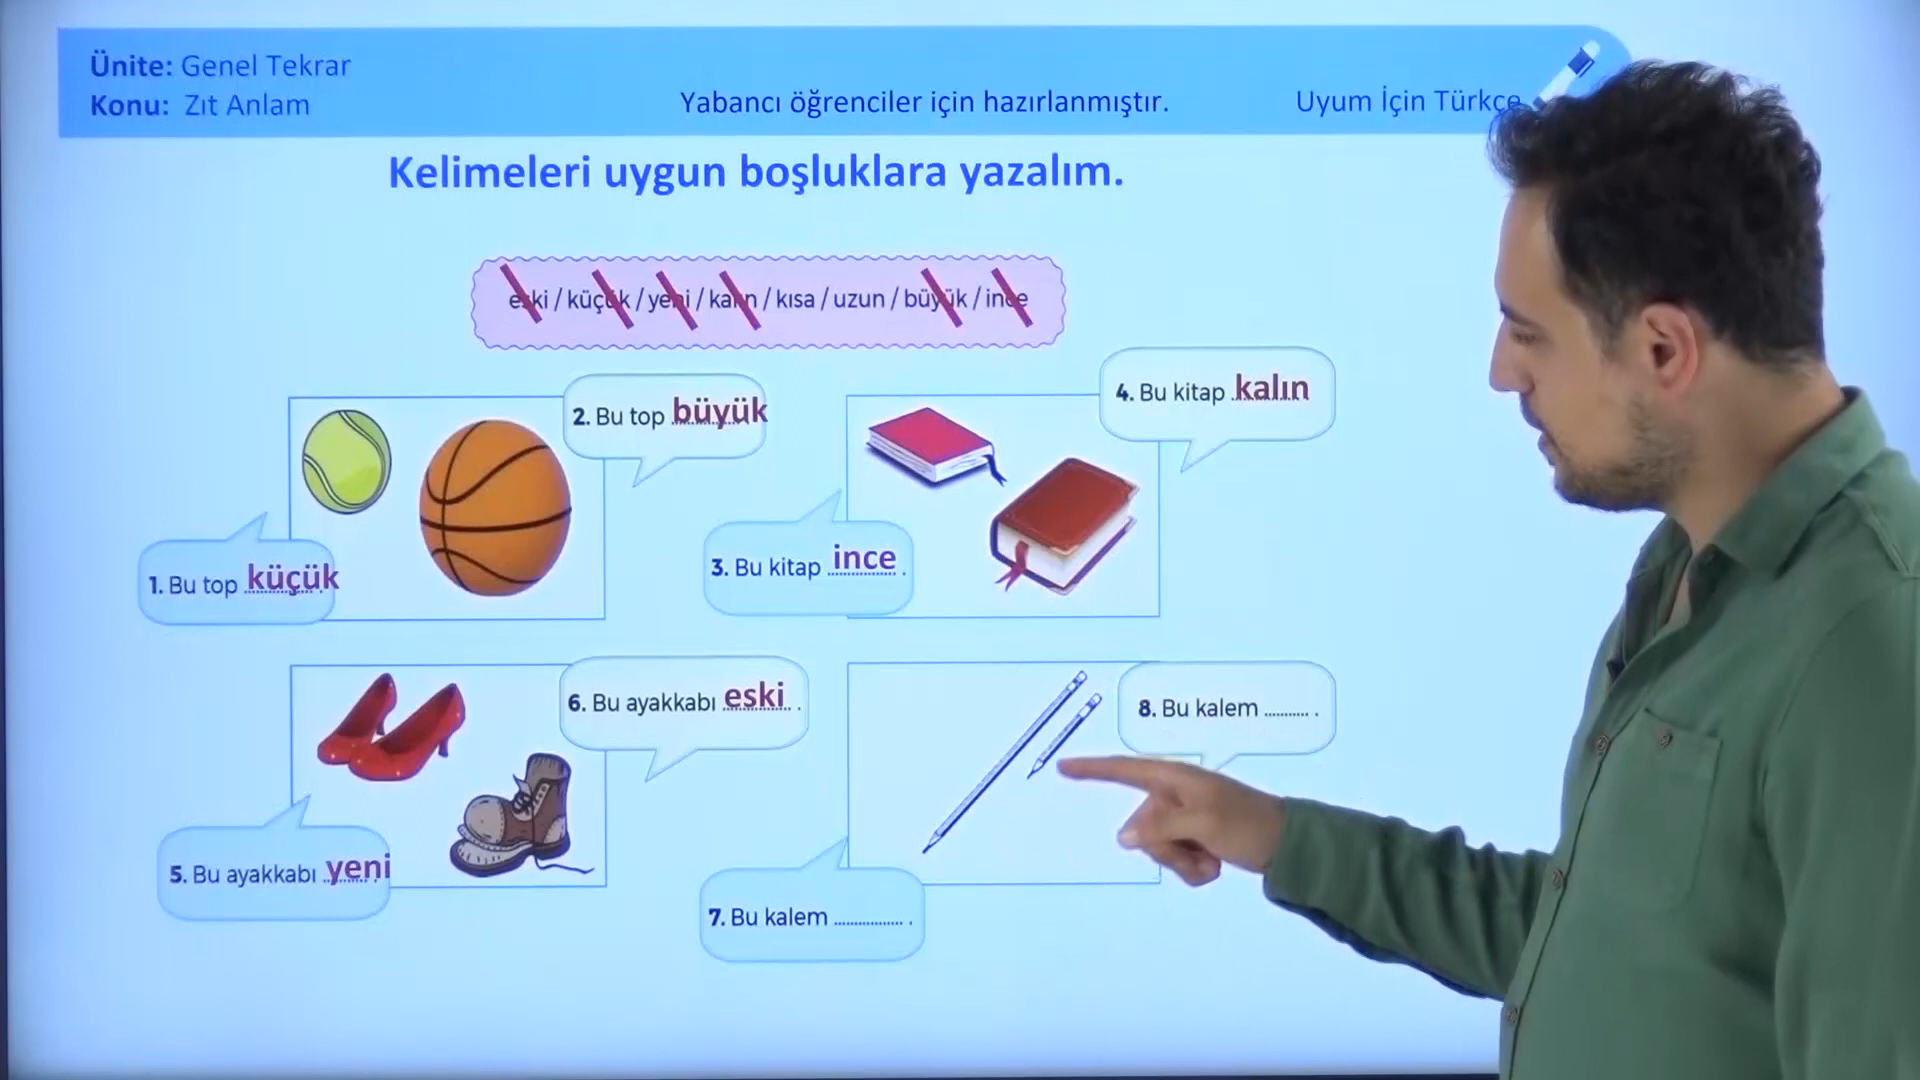 Ünite: Genel Tekrar
Konu: Zıt Anlam
Yabancı öğrenciler için hazırlanmıştır.
Uyum İçin Türkçe
Kelimeleri uygun boşluklara yazalım.
eski / küçük / yeni / kalın / kısa / uzun / büyük / ince
2. Bu top büyük
4. Bu kitap kalın
1. Bu top küçük
3. Bu kitap ince .
6. Bu ayakkabı eski .
8. Bu kalem ........... .
5. Bu ayakkabı yeni
7. Bu kalem ................. .